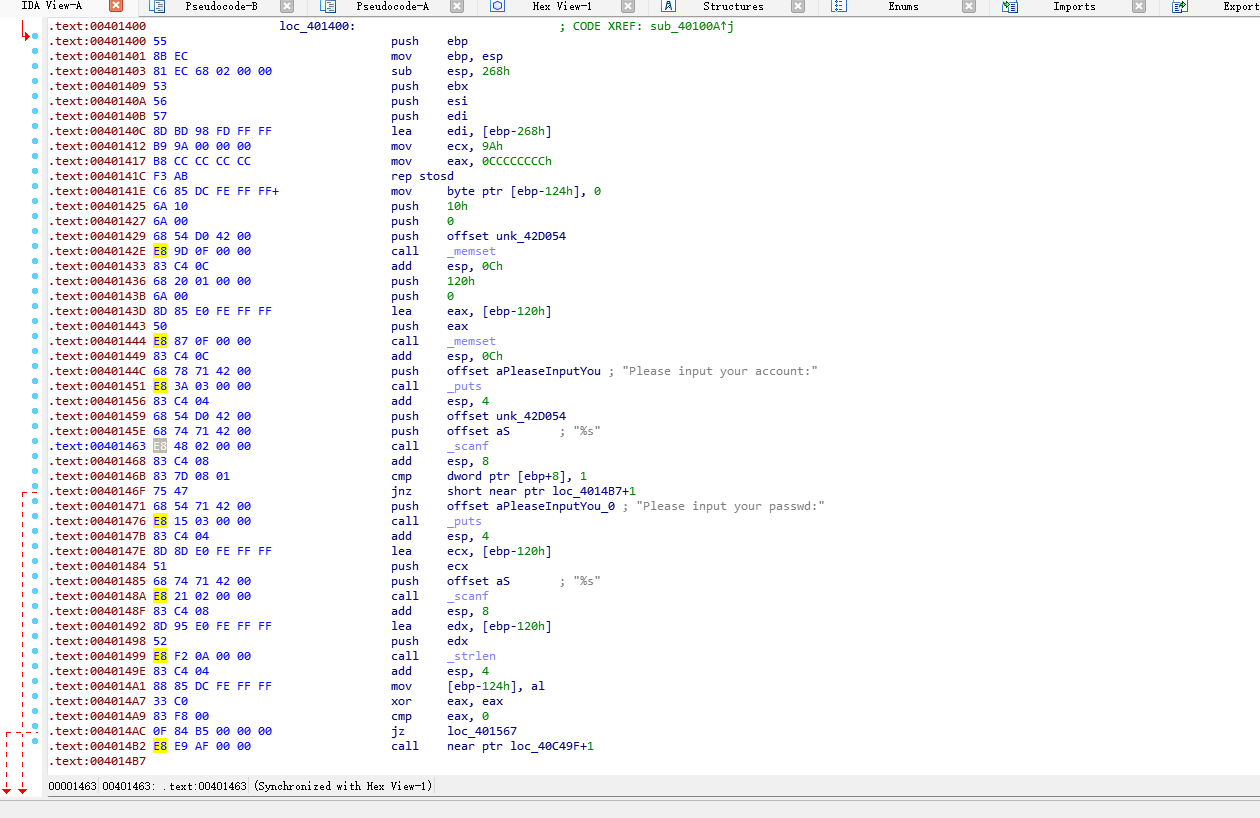 IDA View-A Pseudocode-B Pseudocode-A Hex View-1 Structures Enums Imports Export
.text:00401400 loc_401400: ; CODE XREF: sub_40100A↑j
.text:00401400 55 push ebp
.text:00401401 8B EC mov ebp, esp
.text:00401403 81 EC 68 02 00 00 sub esp, 268h
.text:00401409 53 push ebx
.text:0040140A 56 push esi
.text:0040140B 57 push edi
.text:0040140C 8D BD 98 FD FF FF lea edi, [ebp-268h]
.text:00401412 B9 9A 00 00 00 mov ecx, 9Ah
.text:00401417 B8 CC CC CC CC mov eax, 0CCCCCCCCh
.text:0040141C F3 AB rep stosd
.text:0040141E C6 85 DC FE FF FF+ mov byte ptr [ebp-124h], 0
.text:00401425 6A 10 push 10h
.text:00401427 6A 00 push 0
.text:00401429 68 54 D0 42 00 push offset unk_42D054
.text:0040142E E8 9D 0F 00 00 call _memset
.text:00401433 83 C4 0C add esp, 0Ch
.text:00401436 68 20 01 00 00 push 120h
.text:0040143B 6A 00 push 0
.text:0040143D 8D 85 E0 FE FF FF lea eax, [ebp-120h]
.text:00401443 50 push eax
.text:00401444 E8 87 0F 00 00 call _memset
.text:00401449 83 C4 0C add esp, 0Ch
.text:0040144C 68 78 71 42 00 push offset aPleaseInputYou ; "Please input your account:"
.text:00401451 E8 3A 03 00 00 call _puts
.text:00401456 83 C4 04 add esp, 4
.text:00401459 68 54 D0 42 00 push offset unk_42D054
.text:0040145E 68 74 71 42 00 push offset aS ; "%s"
.text:00401463 E8 48 02 00 00 call _scanf
.text:00401468 83 C4 08 add esp, 8
.text:0040146B 83 7D 08 01 cmp dword ptr [ebp+8], 1
.text:0040146F 75 47 jnz short near ptr loc_4014B7+1
.text:00401471 68 54 71 42 00 push offset aPleaseInputYou_0 ; "Please input your passwd:"
.text:00401476 E8 15 03 00 00 call _puts
.text:0040147B 83 C4 04 add esp, 4
.text:0040147E 8D 8D E0 FE FF FF lea ecx, [ebp-120h]
.text:00401484 51 push ecx
.text:00401485 68 74 71 42 00 push offset aS ; "%s"
.text:0040148A E8 21 02 00 00 call _scanf
.text:0040148F 83 C4 08 add esp, 8
.text:00401492 8D 95 E0 FE FF FF lea edx, [ebp-120h]
.text:00401498 52 push edx
.text:00401499 E8 F2 0A 00 00 call _strlen
.text:0040149E 83 C4 04 add esp, 4
.text:004014A1 88 85 DC FE FF FF mov [ebp-124h], al
.text:004014A7 33 C0 xor eax, eax
.text:004014A9 83 F8 00 cmp eax, 0
.text:004014AC 0F 84 B5 00 00 00 jz loc_401567
.text:004014B2 E8 E9 AF 00 00 call near ptr loc_40C49F+1
.text:004014B7
00001463 00401463: .text:00401463 (Synchronized with Hex View-1)